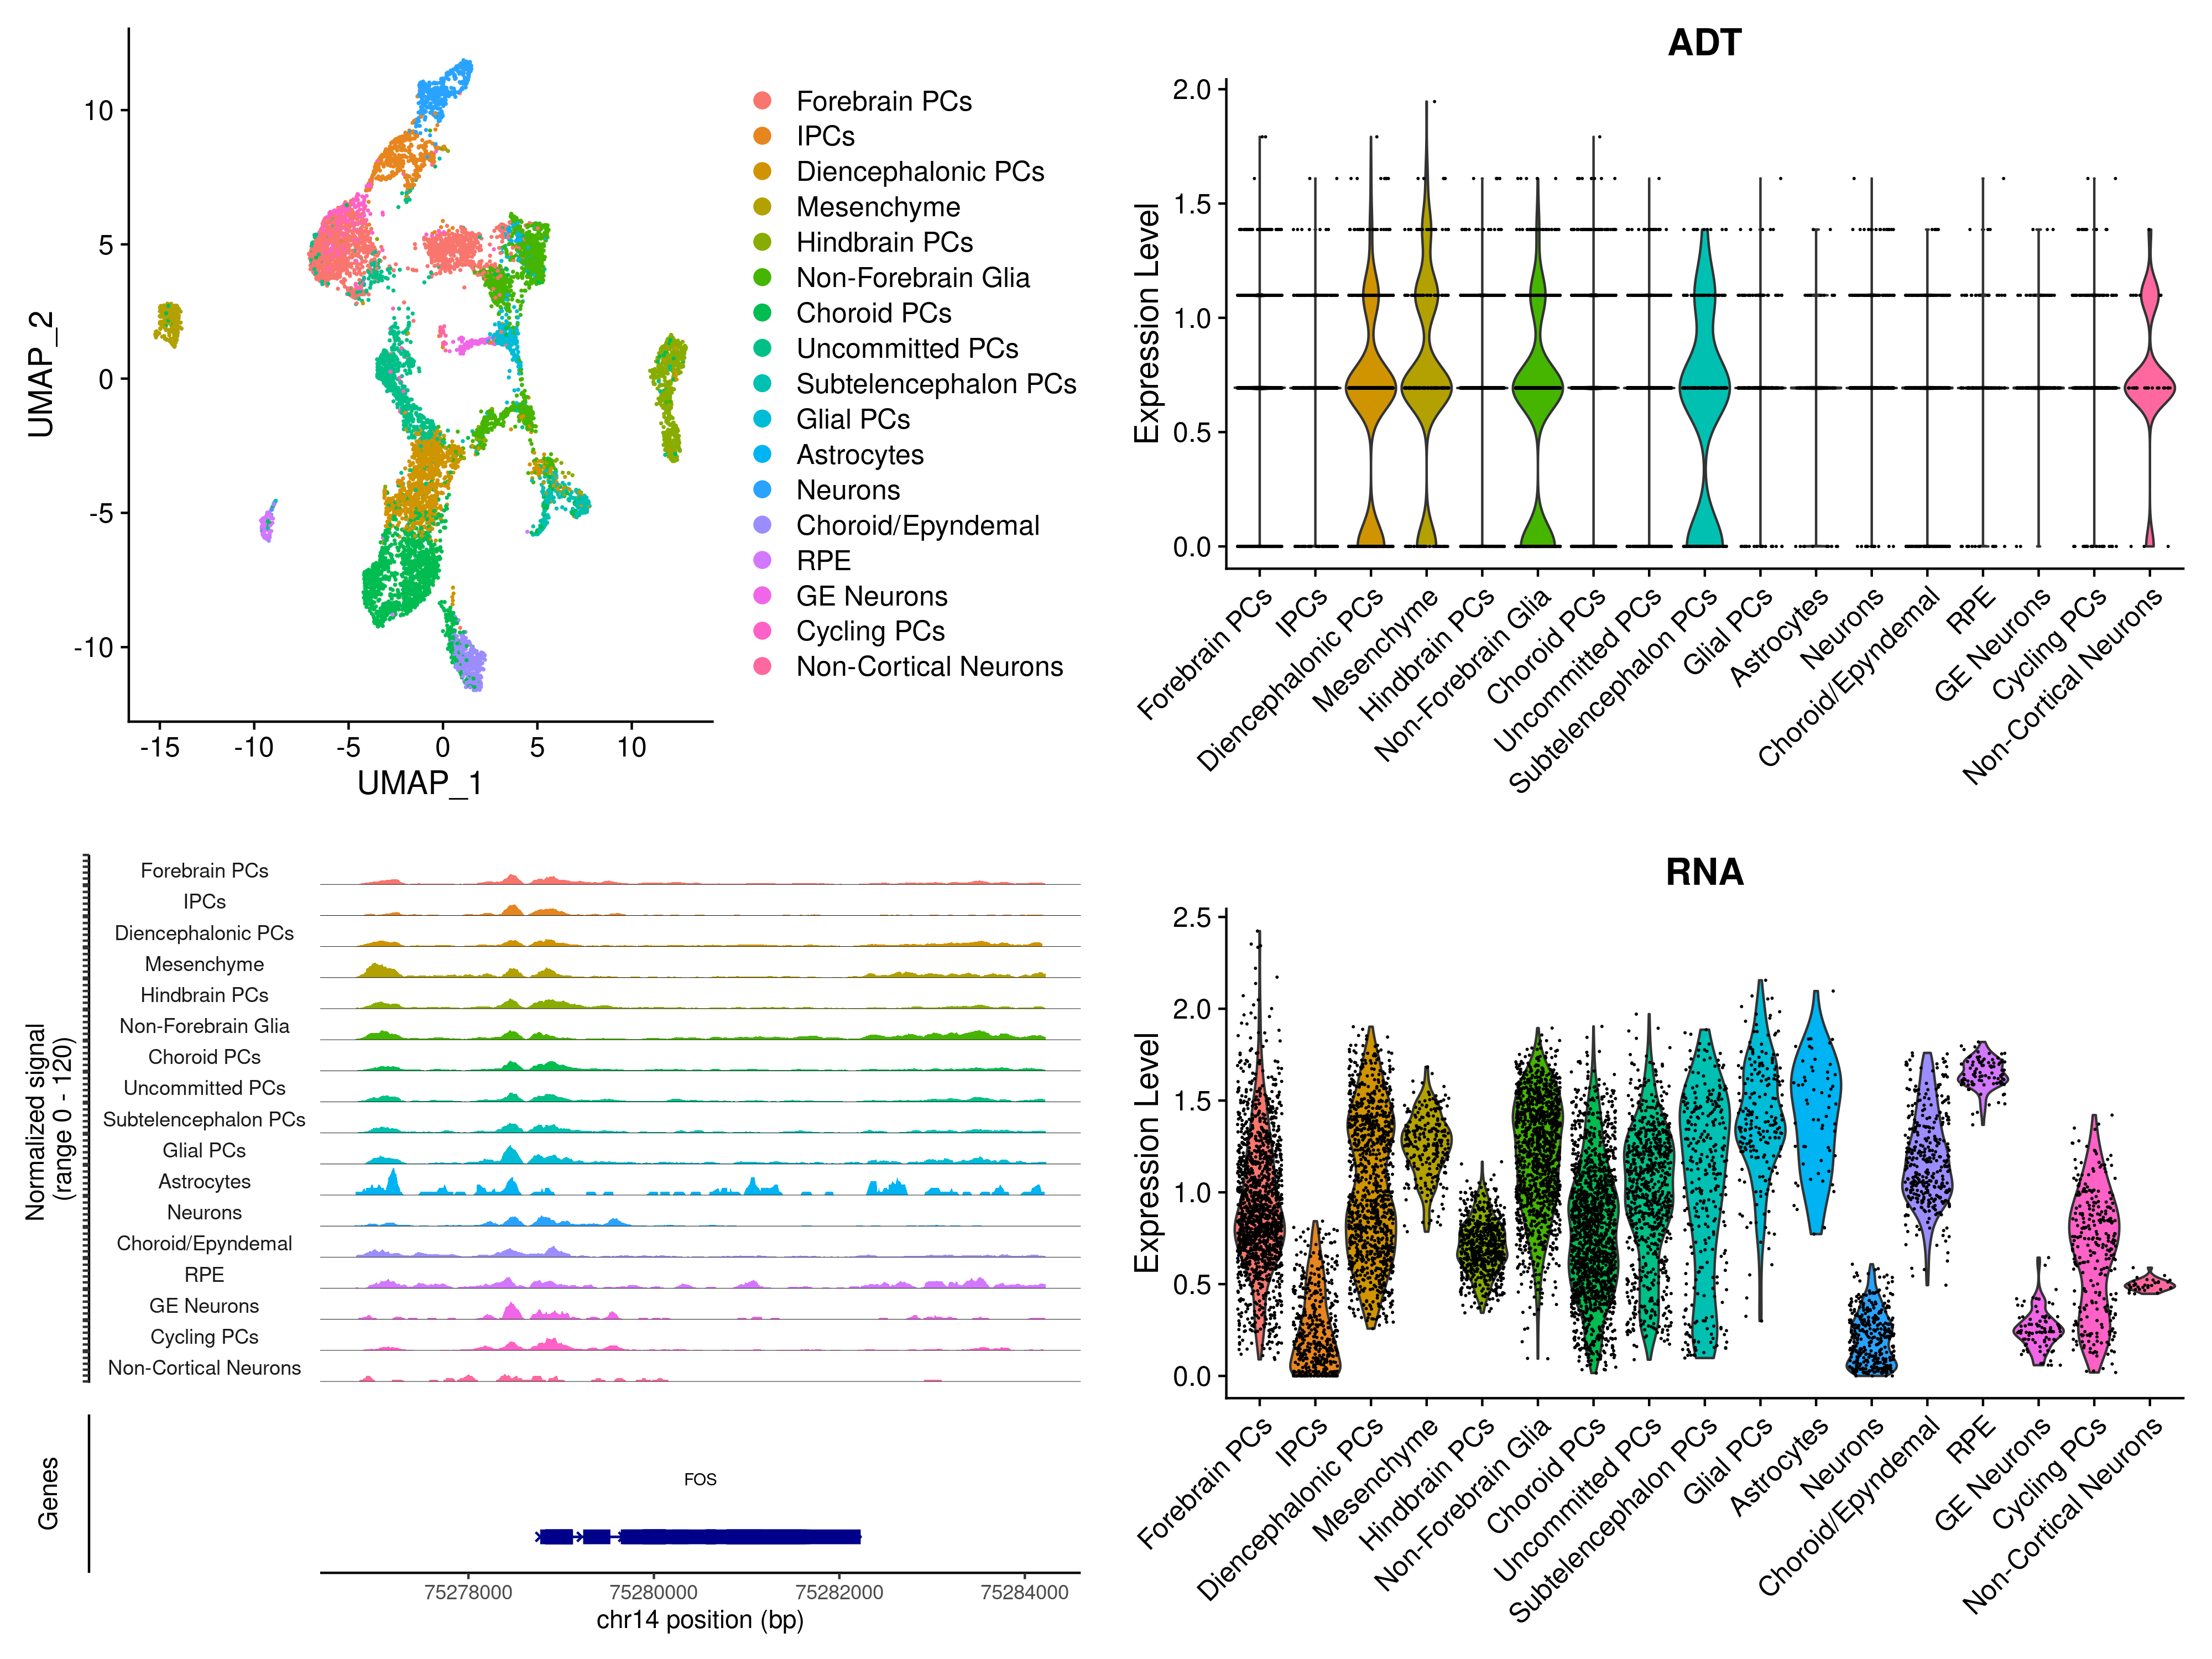 10
5
0
-5
-10
UMAP_2
-15 -10 -5 0 5 10
UMAP_1
Forebrain PCs
IPCs
Diencephalonic PCs
Mesenchyme
Hindbrain PCs
Non-Forebrain Glia
Choroid PCs
Uncommitted PCs
Subtelencephalon PCs
Glial PCs
Astrocytes
Neurons
Choroid/Epyndemal
RPE
GE Neurons
Cycling PCs
Non-Cortical Neurons
ADT
2.0
1.5
1.0
0.5
0.0
Expression Level
Forebrain PCs
IPCs
Diencephalonic PCs
Mesenchyme
Hindbrain PCs
Non-Forebrain Glia
Choroid PCs
Uncommitted PCs
Subtelencephalon PCs
Glial PCs
Astrocytes
Neurons
Choroid/Epyndemal
RPE
GE Neurons
Cycling PCs
Non-Cortical Neurons
Normalized signal
(range 0 - 120)
Forebrain PCs
IPCs
Diencephalonic PCs
Mesenchyme
Hindbrain PCs
Non-Forebrain Glia
Choroid PCs
Uncommitted PCs
Subtelencephalon PCs
Glial PCs
Astrocytes
Neurons
Choroid/Epyndemal
RPE
GE Neurons
Cycling PCs
Non-Cortical Neurons
Genes
FOS
75278000 75280000 75282000 75284000
chr14 position (bp)
RNA
2.5
2.0
1.5
1.0
0.5
0.0
Expression Level
Forebrain PCs
IPCs
Diencephalonic PCs
Mesenchyme
Hindbrain PCs
Non-Forebrain Glia
Choroid PCs
Uncommitted PCs
Subtelencephalon PCs
Glial PCs
Astrocytes
Neurons
Choroid/Epyndemal
RPE
GE Neurons
Cycling PCs
Non-Cortical Neurons